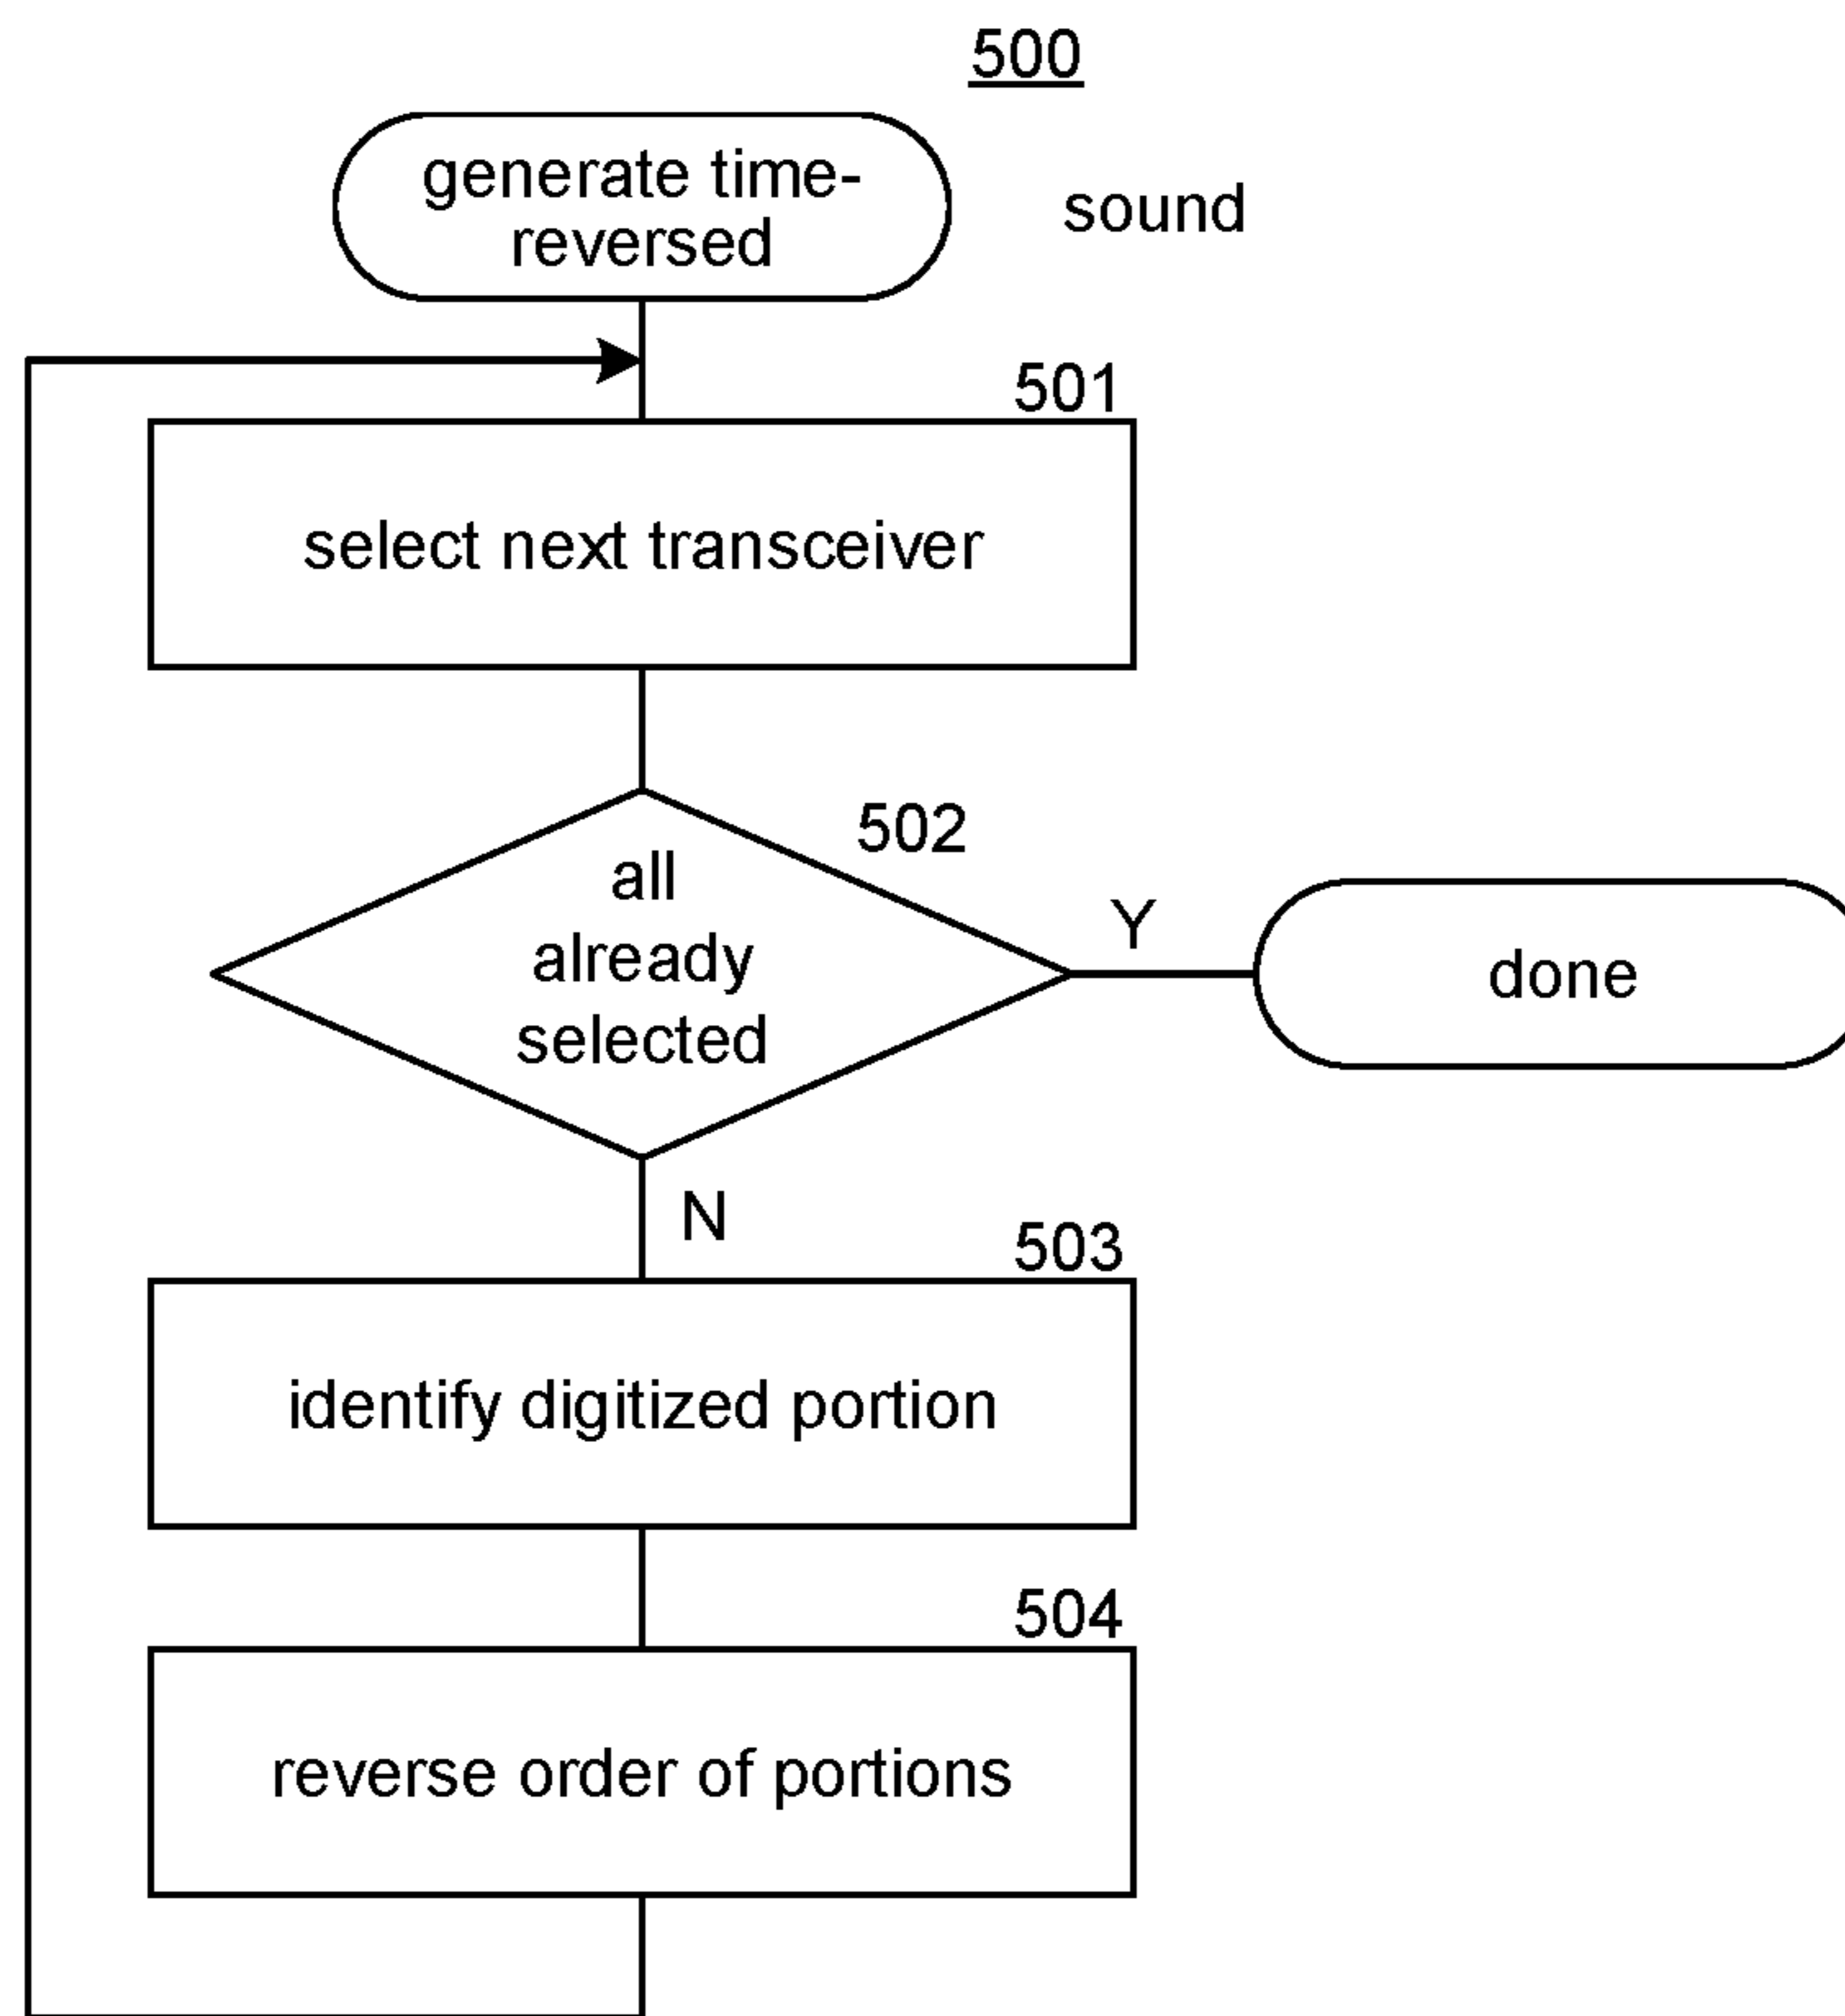 500
generate time-
reversed
sound
501
select next transceiver
502
all
already
selected
Y
done
N
503
identify digitized portion
504
reverse order of portions